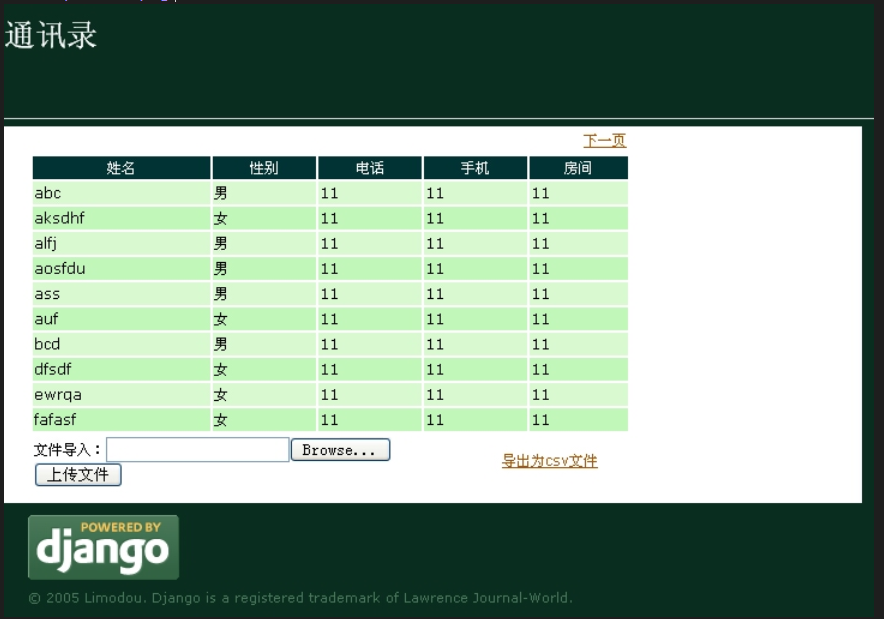 通讯录
下一页
姓名 性别 电话 手机 房间
abc 男 11 11 11
aksdhf 女 11 11 11
alfj 男 11 11 11
aosfdu 男 11 11 11
ass 男 11 11 11
auf 女 11 11 11
bcd 男 11 11 11
dfsdf 女 11 11 11
ewrqa 女 11 11 11
fafasf 女 11 11 11
文件导入： Browse...
导出为csv文件
上传文件
POWERED BY
django
© 2005 Limodou. Django is a registered trademark of Lawrence Journal-World.